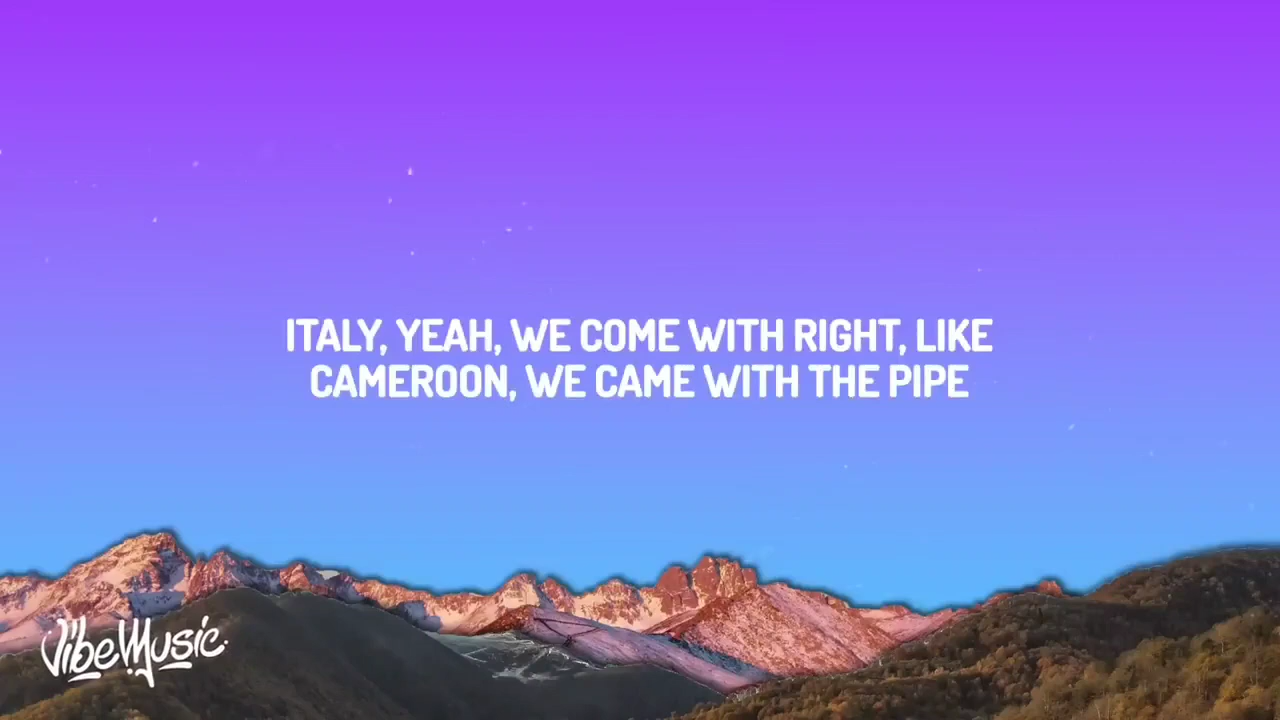 ITALY, YEAH, WE COME WITH RIGHT, LIKE
CAMEROON, WE CAME WITH THE PIPE
VibeMusic